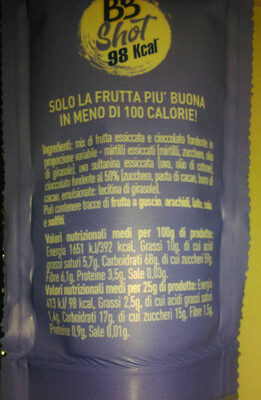 B3
Shot
98 Kcal
SOLO LA FRUTTA PIU' BUONA
IN MENO DI 100 CALORIE!
Ingredienti: mix di frutta essiccata e cioccolato fondente in
proporzione variabile - mirtilli essiccati (mirtilli, zucchero, olio
di girasole), uva sultanina essiccata (uva, olio di cotone),
cioccolato fondente al 50% (zucchero, pasta di cacao, burro di
cacao, emulsionante: lecitina di girasole).
Può contenere tracce di frutta a guscio, arachidi, latte, soia
e solfiti.
Valori nutrizionali medi per 100g di prodotto:
Energia 1651 kJ/392 kcal, Grassi 10g, di cui acidi
grassi saturi 5,7g, Carboidrati 68g, di cui zuccheri 59g,
Fibre 6,1g, Proteine 3,5g, Sale 0,03g.
Valori nutrizionali medi per 25g di prodotto: Energia
413 kJ/ 98 kcal, Grassi 2,5g, di cui acidi grassi saturi
1,4g, Carboidrati 17g, di cui zuccheri 15g, Fibre 1,5g,
Proteine 0,9g, Sale 0,01g.